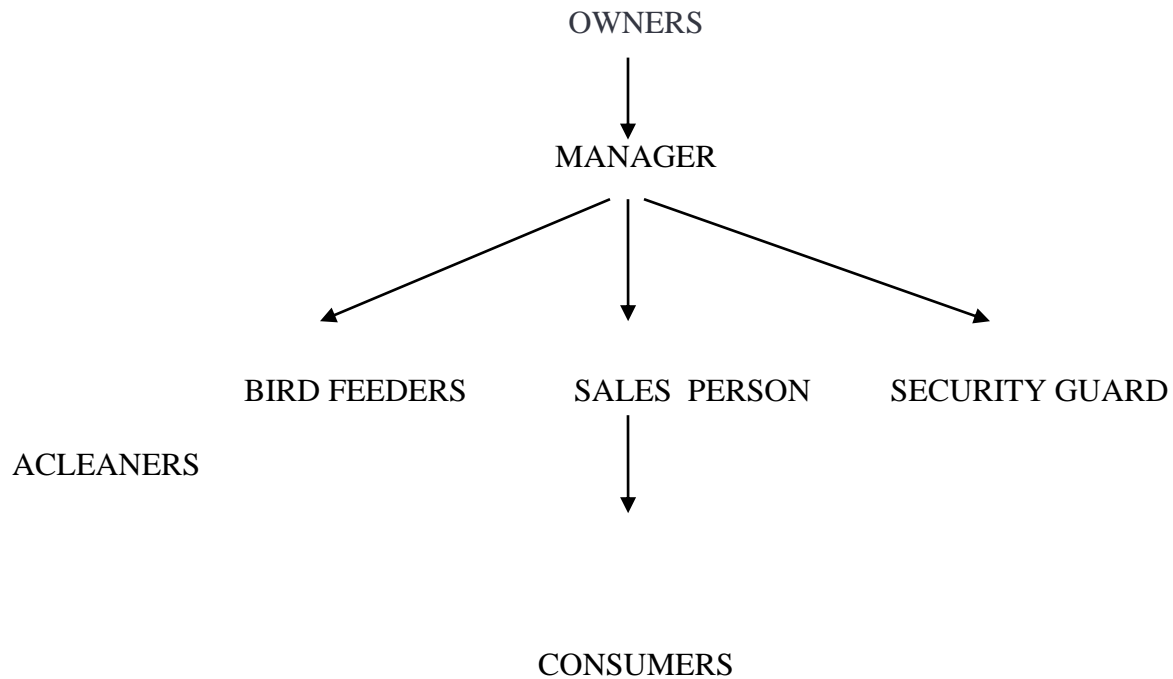 OWNERS
MANAGER
BIRD FEEDERS SALES PERSON SECURITY GUARD
ACLEANERS
CONSUMERS